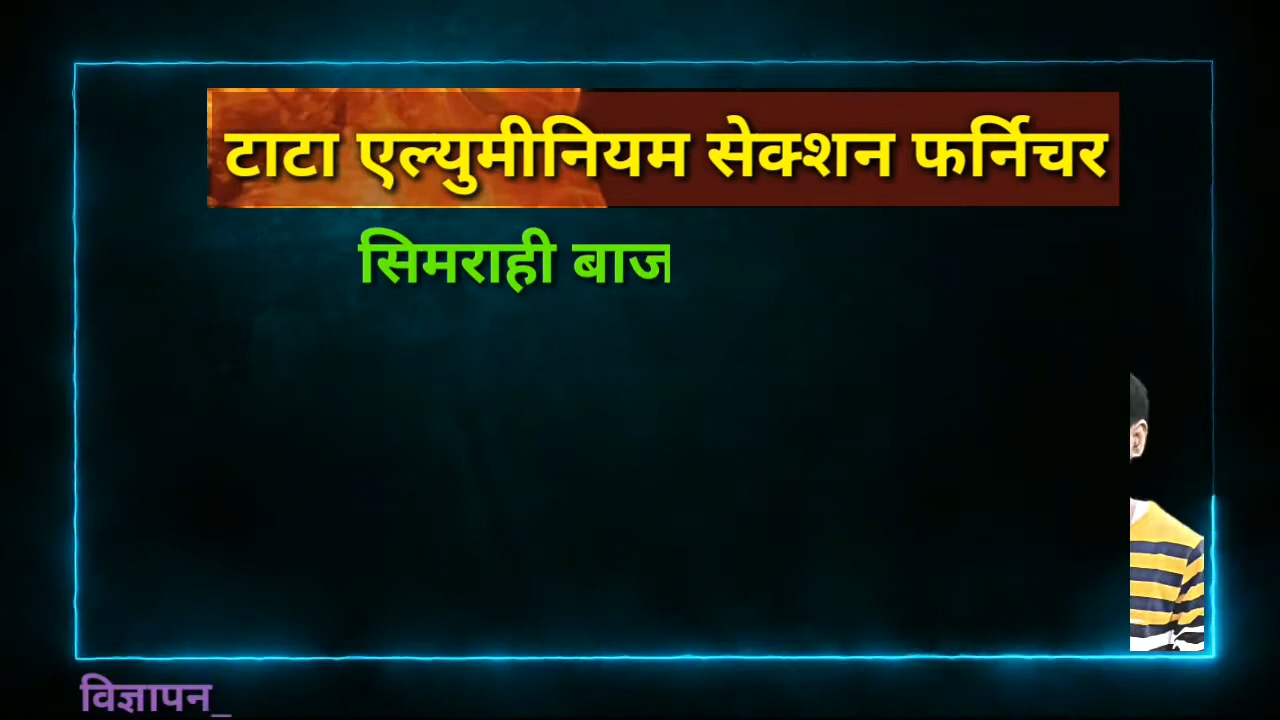 टाटा एल्युमीनियम सेक्शन फर्निचर
सिमराही बाज
विज्ञापन_